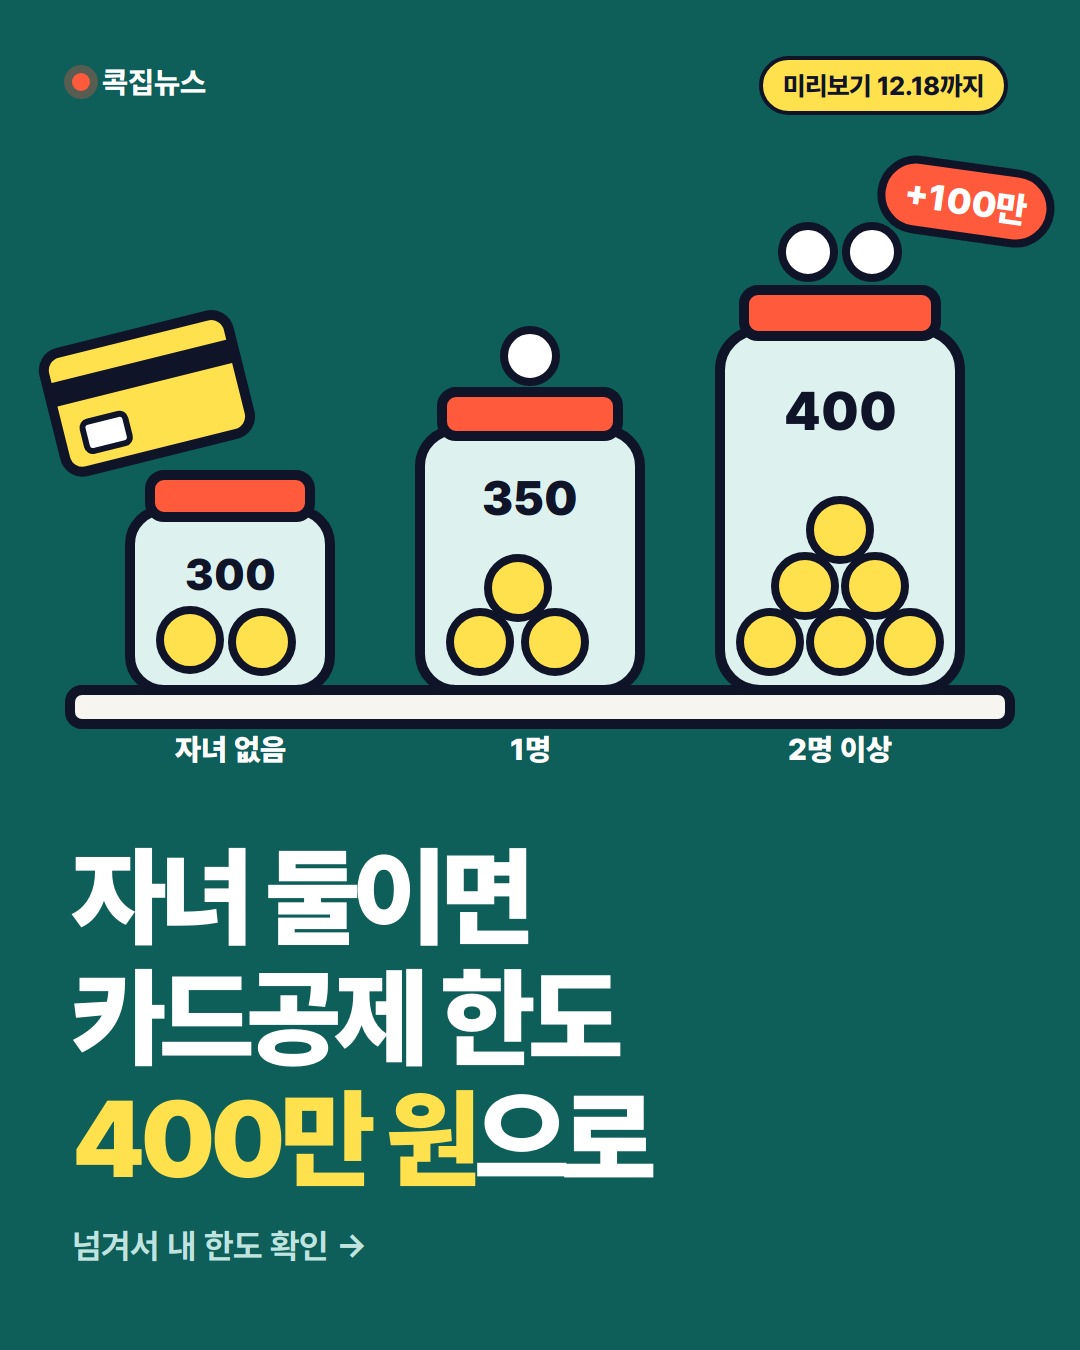 콕집뉴스
미리보기 12.18까지
+100만
400
350
300
자녀 없음
1명
2명 이상
자녀 둘이면
카드공제 한도
400만 원으로
넘겨서 내 한도 확인 →